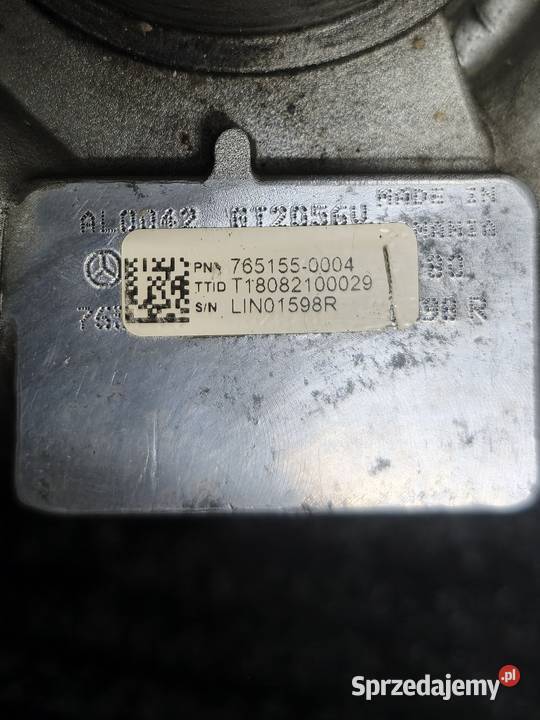 AL0042 GT2056V MADE IN
PN: 765155-0004
TTID T18082100029
S/N LIN01598R
Sprzedajemy.pl